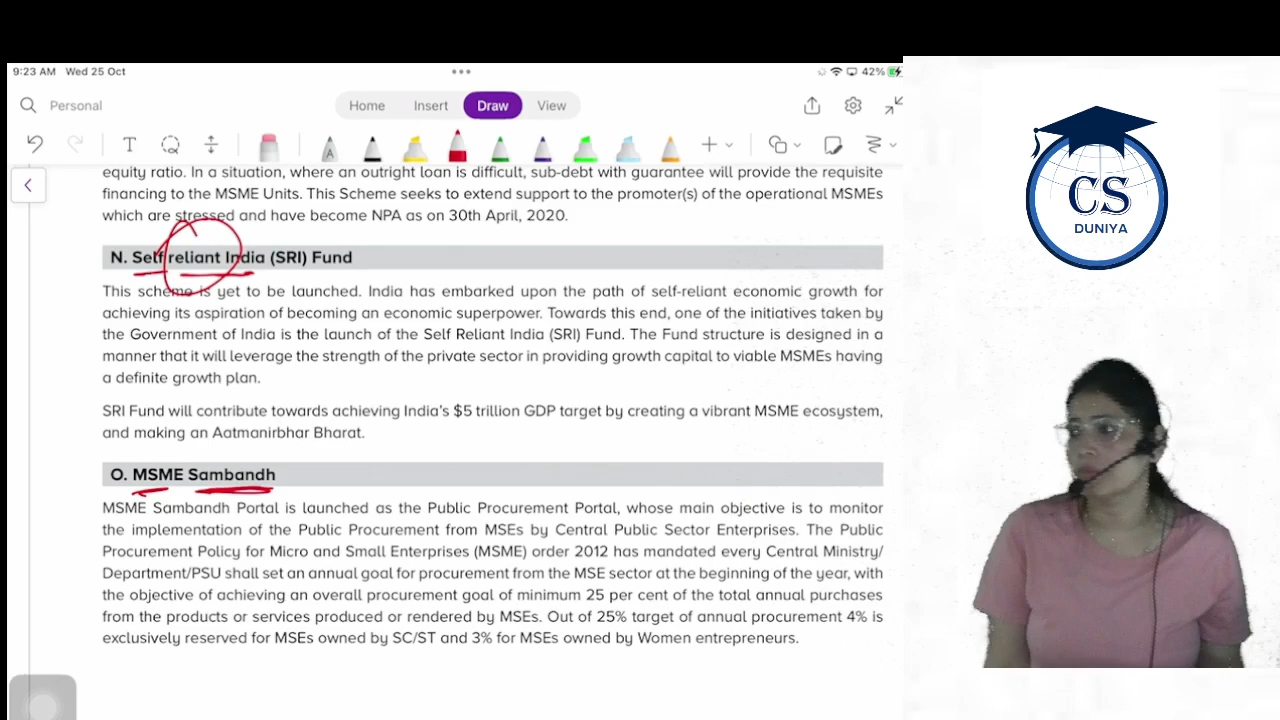 9:23 AM Wed 25 Oct
42%
Personal
Home Insert Draw View
T
A
equity ratio. In a situation, where an outright loan is difficult, sub-debt with guarantee will provide the requisite
financing to the MSME Units. This Scheme seeks to extend support to the promoter(s) of the operational MSMEs
which are stressed and have become NPA as on 30th April, 2020.
N. Self reliant India (SRI) Fund
This scheme is yet to be launched. India has embarked upon the path of self-reliant economic growth for
achieving its aspiration of becoming an economic superpower. Towards this end, one of the initiatives taken by
the Government of India is the launch of the Self Reliant India (SRI) Fund. The Fund structure is designed in a
manner that it will leverage the strength of the private sector in providing growth capital to viable MSMEs having
a definite growth plan.
SRI Fund will contribute towards achieving India's $5 trillion GDP target by creating a vibrant MSME ecosystem,
and making an Aatmanirbhar Bharat.
O. MSME Sambandh
MSME Sambandh Portal is launched as the Public Procurement Portal, whose main objective is to monitor
the implementation of the Public Procurement from MSEs by Central Public Sector Enterprises. The Public
Procurement Policy for Micro and Small Enterprises (MSME) order 2012 has mandated every Central Ministry/
Department/PSU shall set an annual goal for procurement from the MSE sector at the beginning of the year, with
the objective of achieving an overall procurement goal of minimum 25 per cent of the total annual purchases
from the products or services produced or rendered by MSEs. Out of 25% target of annual procurement 4% is
exclusively reserved for MSEs owned by SC/ST and 3% for MSEs owned by Women entrepreneurs.
CS
DUNIYA